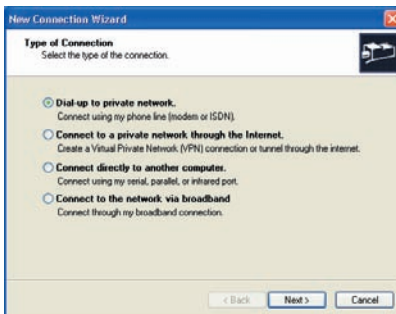 New Connection Wizard
Type of Connection
Select the type of the connection.
Dial-up to private network.
Connect using my phone line (modem or ISDN).
Connect to a private network through the Internet.
Create a Virtual Private Network (VPN) connection or tunnel through the internet.
Connect directly to another computer.
Connect using my serial, parallel, or infrared port.
Connect to the network via broadband
Connect through my broadband connection.
< Back
Next >
Cancel